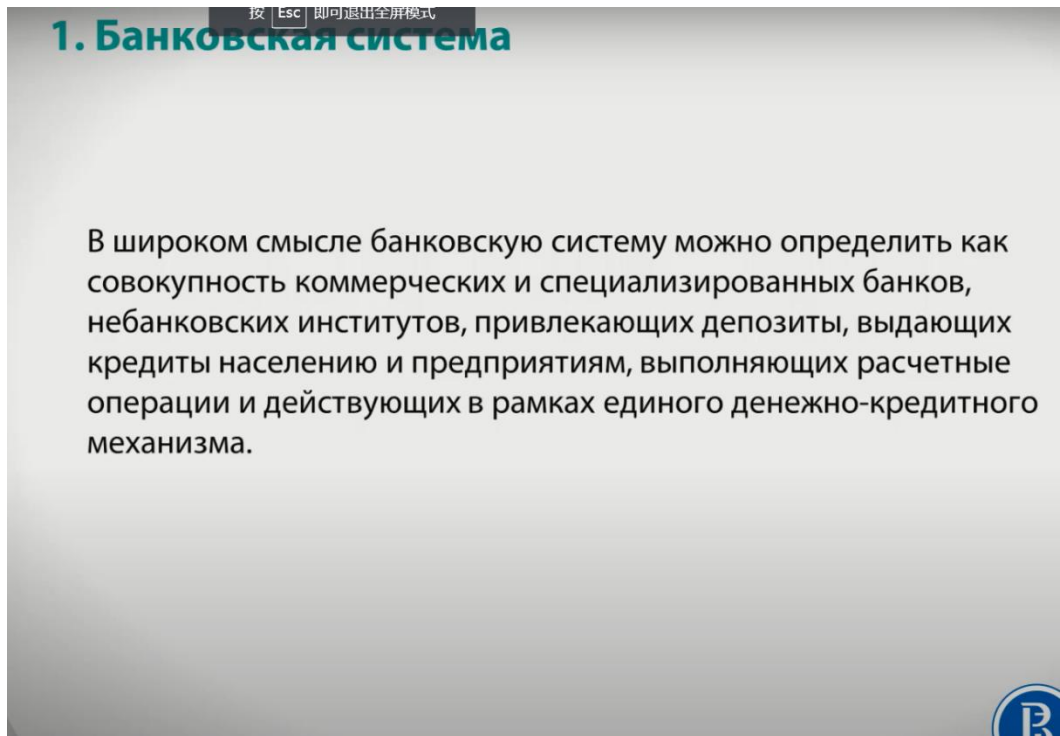 按 Esc 即可退出全屏模式
1. Банковская система
В широком смысле банковскую систему можно определить как
совокупность коммерческих и специализированных банков,
небанковских институтов, привлекающих депозиты, выдающих
кредиты населению и предприятиям, выполняющих расчетные
операции и действующих в рамках единого денежно-кредитного
механизма.